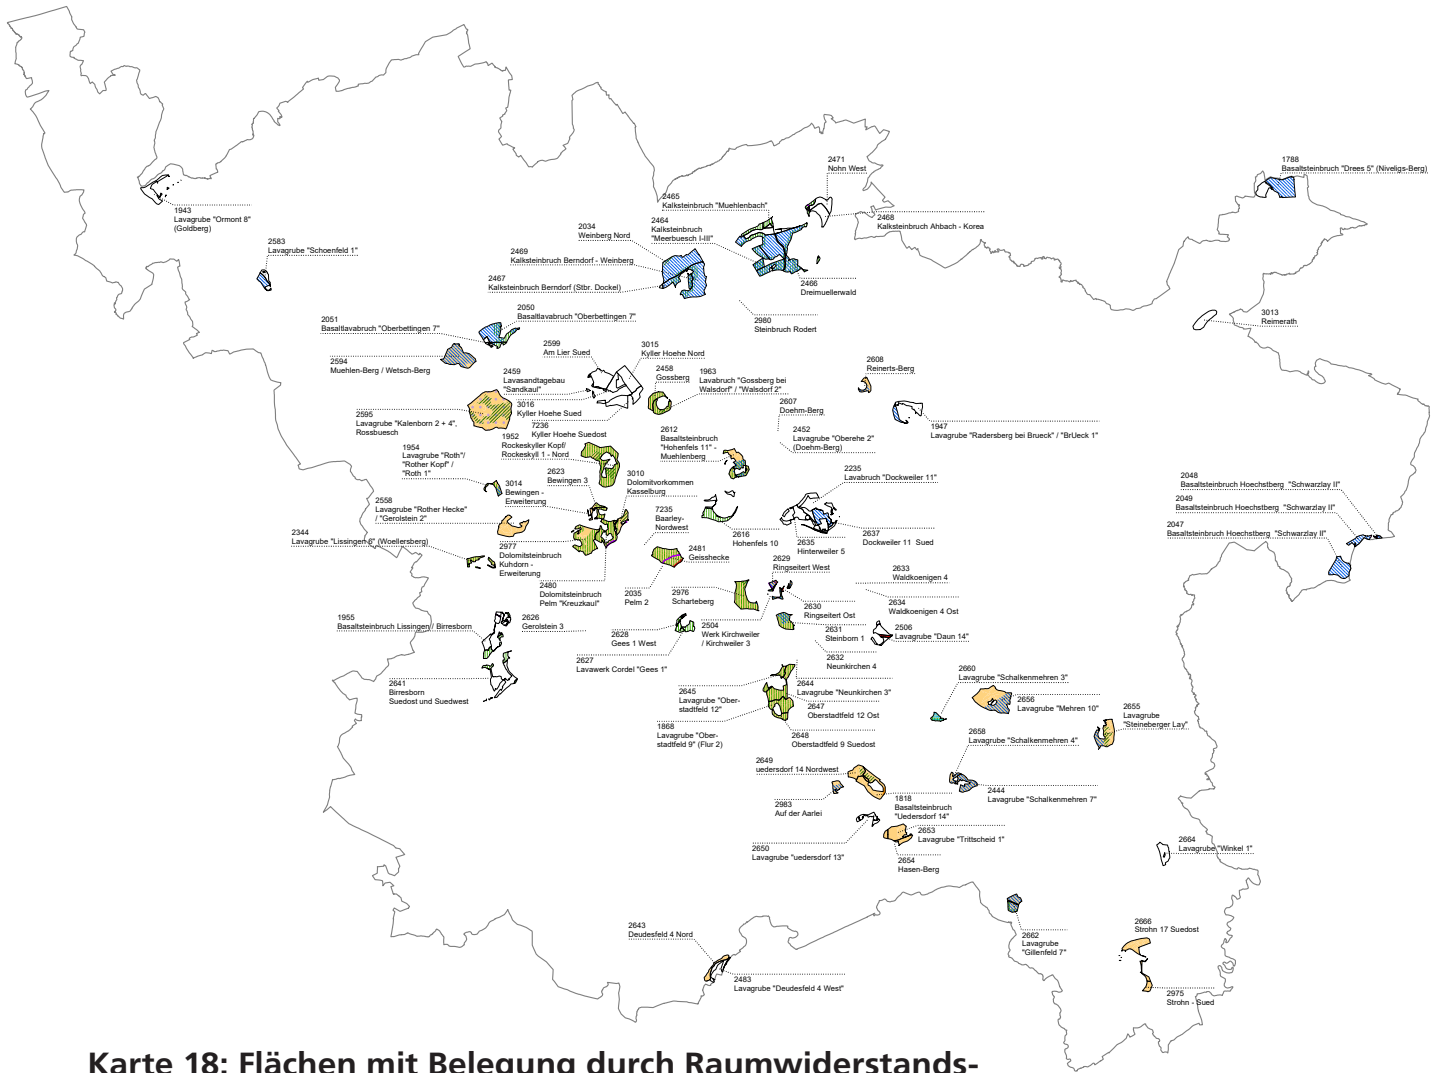 2471
Nohn West
1788
Basaltsteinbruch "Drees 5" (Niveligs-Berg)
1943
Lavagrube "Ormont 8"
(Goldberg)
2465
Kalksteinbruch "Muehlenbach"
2464
Kalksteinbruch
"Meerbuesch I-III"
2468
Kalksteinbruch Ahbach - Korea
2583
Lavagrube "Schoenfeld 1"
2034
Weinberg Nord
2469
Kalksteinbruch Berndorf - Weinberg
2467
Kalksteinbruch Berndorf (Stbr. Dockel)
2466
Dreimuellerwald
2980
Steinbruch Rodert
3013
Reimerath
2050
Basaltlavabruch "Oberbettingen 7"
2051
Basaltlavabruch "Oberbettingen 7"
2594
Muehlen-Berg / Wetsch-Berg
2599
Am Lier Sued
3015
Kyller Hoehe Nord
2459
Lavasandtagebau
"Sandkaul"
2458
Gossberg
1963
Lavabruch "Gossberg bei
Walsdorf" / "Walsdorf 2"
2608
Reinerts-Berg
3016
Kyller Hoehe Sued
2595
Lavagrube "Kalenborn 2 + 4",
Rossbuesch
7236
Kyller Hoehe Suedost
2607
Doehm-Berg
2452
Lavagrube "Oberehe 2"
(Doehm-Berg)
1947
Lavagrube "Radersberg bei Brueck" / "BrUeck 1"
1952
Rockeskyller Kopf/
Rockeskyll 1 - Nord
2612
Basaltsteinbruch
"Hohenfels 11" -
Muehlenberg
1954
Lavagrube "Roth"/
"Rother Kopf" /
"Roth 1"
2623
Bewingen 3
3010
Dolomitvorkommen
Kasselburg
2235
Lavabruch "Dockweiler 11"
2048
Basaltsteinbruch Hoechstberg "Schwarzlay II"
2049
Basaltsteinbruch Hoechstberg "Schwarzlay II"
2047
Basaltsteinbruch Hoechstberg "Schwarzlay II"
3014
Bewingen -
Erweiterung
2558
Lavagrube "Rother Hecke"
/ "Gerolstein 2"
7235
Baarley-
Nordwest
2616
Hohenfels 10
2635
Hinterweiler 5
2637
Dockweiler 11 Sued
2344
Lavagrube "Lissingen 6" (Woellersberg)
2977
Dolomitsteinbruch
Kuhdorn -
Erweiterung
2481
Geisshecke
2629
Ringseitert West
2633
Waldkoenigen 4
2480
Dolomitsteinbruch
Pelm "Kreuzkaul"
2035
Pelm 2
2976
Scharteberg
2634
Waldkoenigen 4 Ost
2630
Ringseitert Ost
1955
Basaltsteinbruch Lissingen / Birresborn
2626
Gerolstein 3
2628
Gees 1 West
2504
Werk Kirchweiler
/ Kirchweiler 3
2631
Steinborn 1
2506
Lavagrube "Daun 14"
2627
Lavawerk Cordel "Gees 1"
2632
Neunkirchen 4
2641
Birresborn
Suedost und Suedwest
2645
Lavagrube "Ober-
stadtfeld 12"
2644
Lavagrube "Neunkirchen 3"
2647
Oberstadtfeld 12 Ost
2660
Lavagrube "Schalkenmehren 3"
2656
Lavagrube "Mehren 10"
2655
Lavagrube
"Steineberger Lay"
1868
Lavagrube "Ober-
stadtfeld 9" (Flur 2)
2648
Oberstadtfeld 9 Suedost
2658
Lavagrube "Schalkenmehren 4"
2649
uedersdorf 14 Nordwest
2444
Lavagrube "Schalkenmehren 7"
2983
Auf der Aarlei
1818
Basaltsteinbruch
"Uedersdorf 14"
2653
Lavagrube "Trittscheid 1"
2650
Lavagrube "uedersdorf 13"
2654
Hasen-Berg
2664
Lavagrube "Winkel 1"
2643
Deudesfeld 4 Nord
2483
Lavagrube "Deudesfeld 4 West"
2662
Lavagrube
"Gillenfeld 7"
2666
Strohn 17 Suedost
2975
Strohn - Sued
Karte 18: Flächen mit Belegung durch Raumwiderstands-